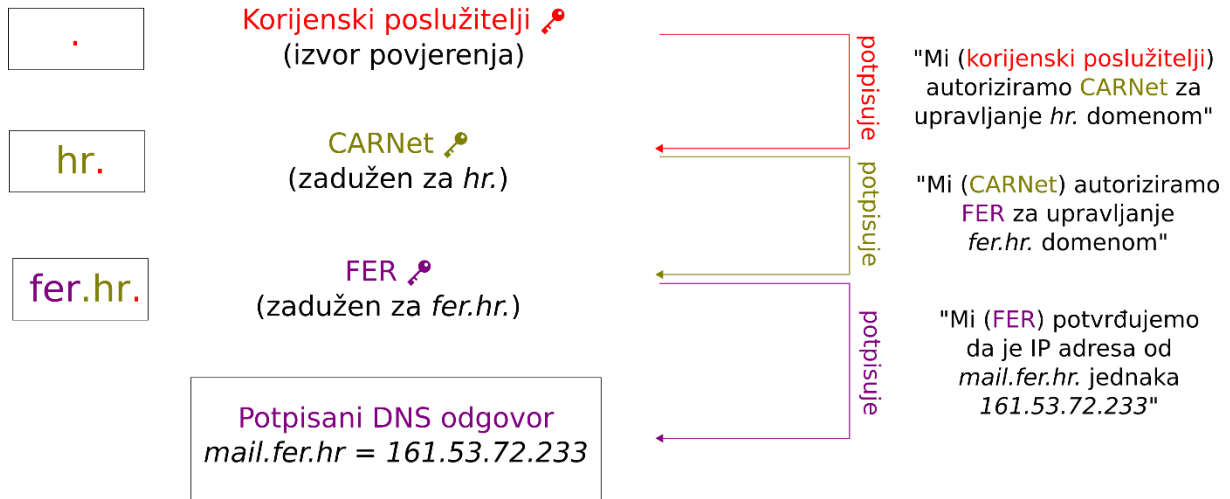 .
Korijenski poslužitelji
(izvor povjerenja)
potpisuje
"Mi (korijenski poslužitelji)
autoriziramo CARNet za
upravljanje hr. domenom"
hr.
CARNet
(zadužen za hr.)
potpisuje
"Mi (CARNet) autoriziramo
FER za upravljanje
fer.hr. domenom"
fer.hr.
FER
(zadužen za fer.hr.)
potpisuje
"Mi (FER) potvrđujemo
da je IP adresa od
mail.fer.hr. jednaka
161.53.72.233"
Potpisani DNS odgovor
mail.fer.hr = 161.53.72.233